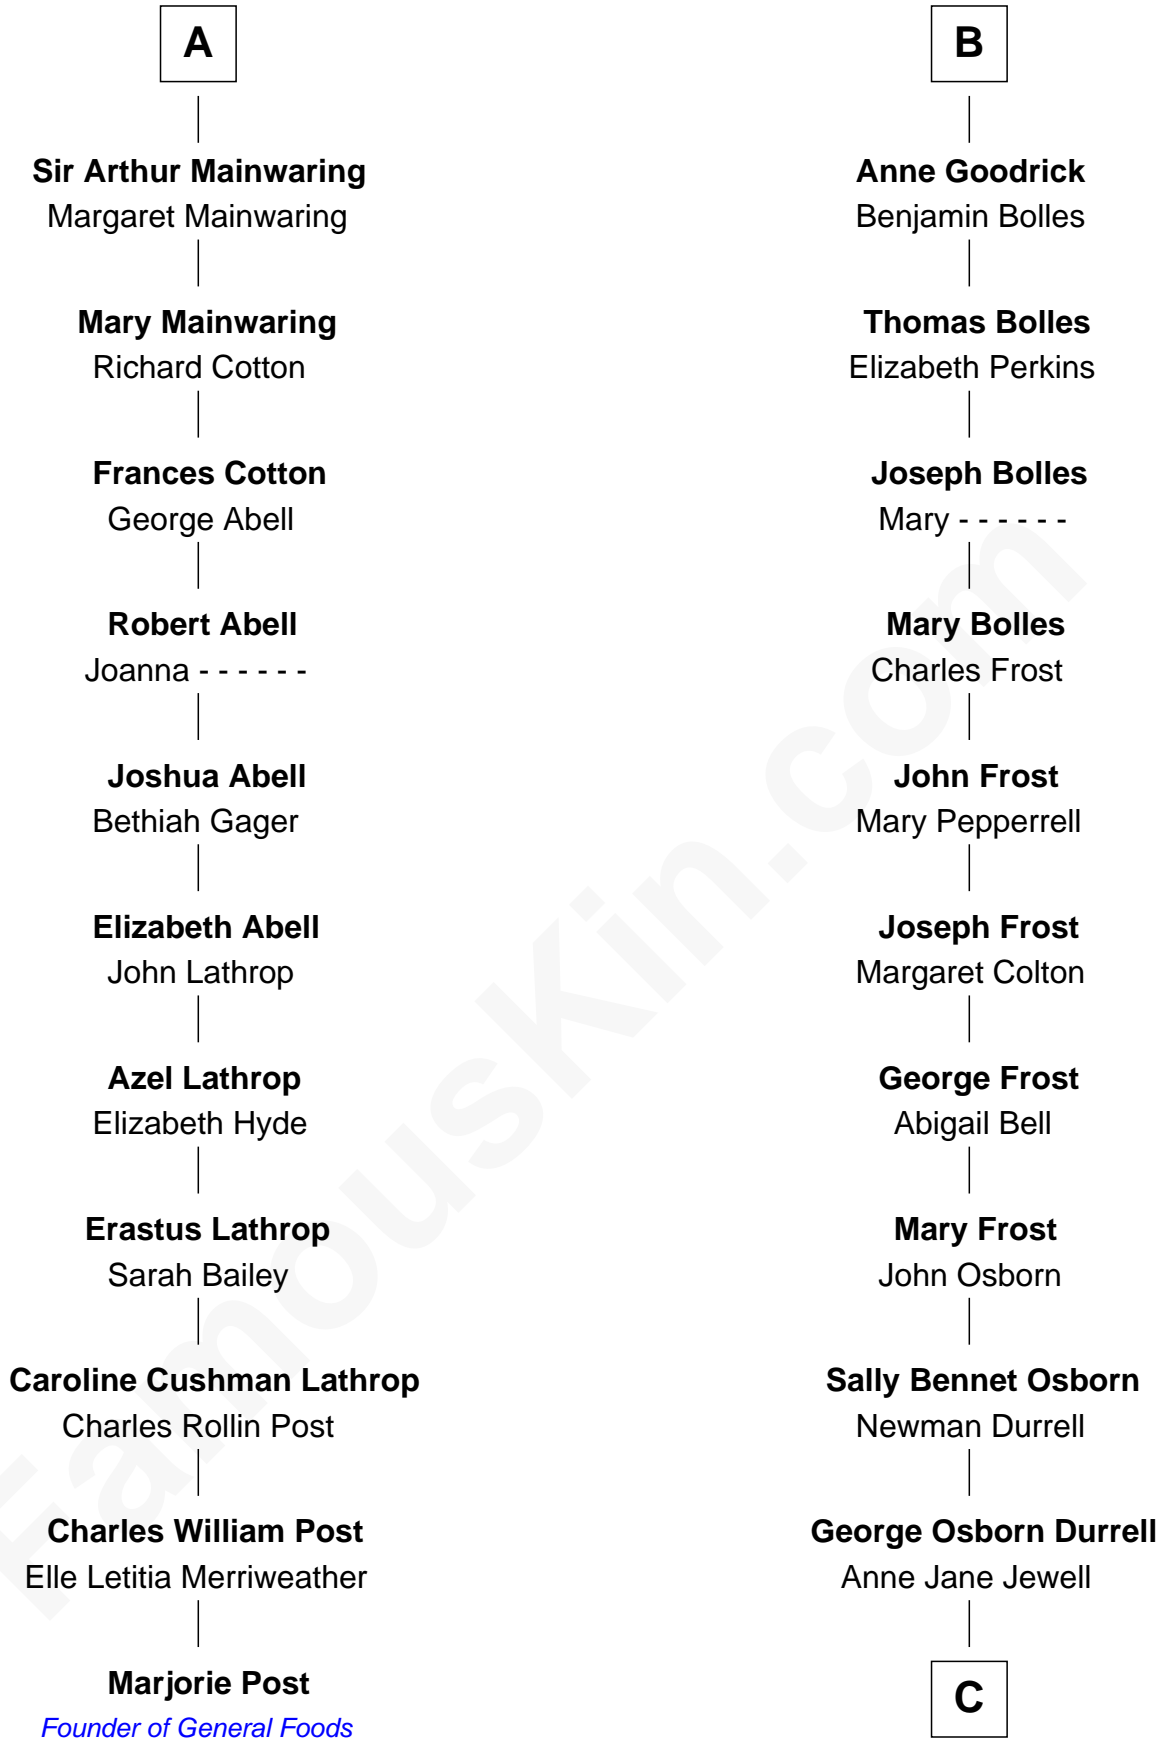 A
Sir Arthur Mainwaring
Margaret Mainwaring
Mary Mainwaring
Richard Cotton
Frances Cotton
George Abell
Robert Abell
Joanna - - - - - -
Joshua Abell
Bethiah Gager
Elizabeth Abell
John Lathrop
Azel Lathrop
Elizabeth Hyde
Erastus Lathrop
Sarah Bailey
Caroline Cushman Lathrop
Charles Rollin Post
Charles William Post
Elle Letitia Merriweather
Marjorie Post
Founder of General Foods
B
Anne Goodrick
Benjamin Bolles
Thomas Bolles
Elizabeth Perkins
Joseph Bolles
Mary - - - - - -
Mary Bolles
Charles Frost
John Frost
Mary Pepperrell
Joseph Frost
Margaret Colton
George Frost
Abigail Bell
Mary Frost
John Osborn
Sally Bennet Osborn
Newman Durrell
George Osborn Durrell
Anne Jane Jewell
C
FamousKin.com